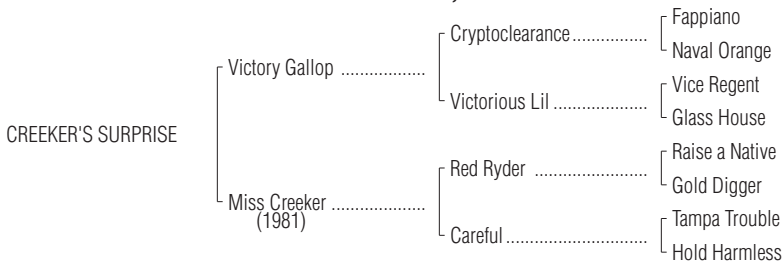 Fappiano
Cryptoclearance....................
Naval Orange
Victory Gallop ..................
Vice Regent
Victorious Lil ....................
Glass House
CREEKER'S SURPRISE
Raise a Native
Red Ryder ........................
Gold Digger
Miss Creeker ....................
(1981)
Tampa Trouble
Careful ..............................
Hold Harmless